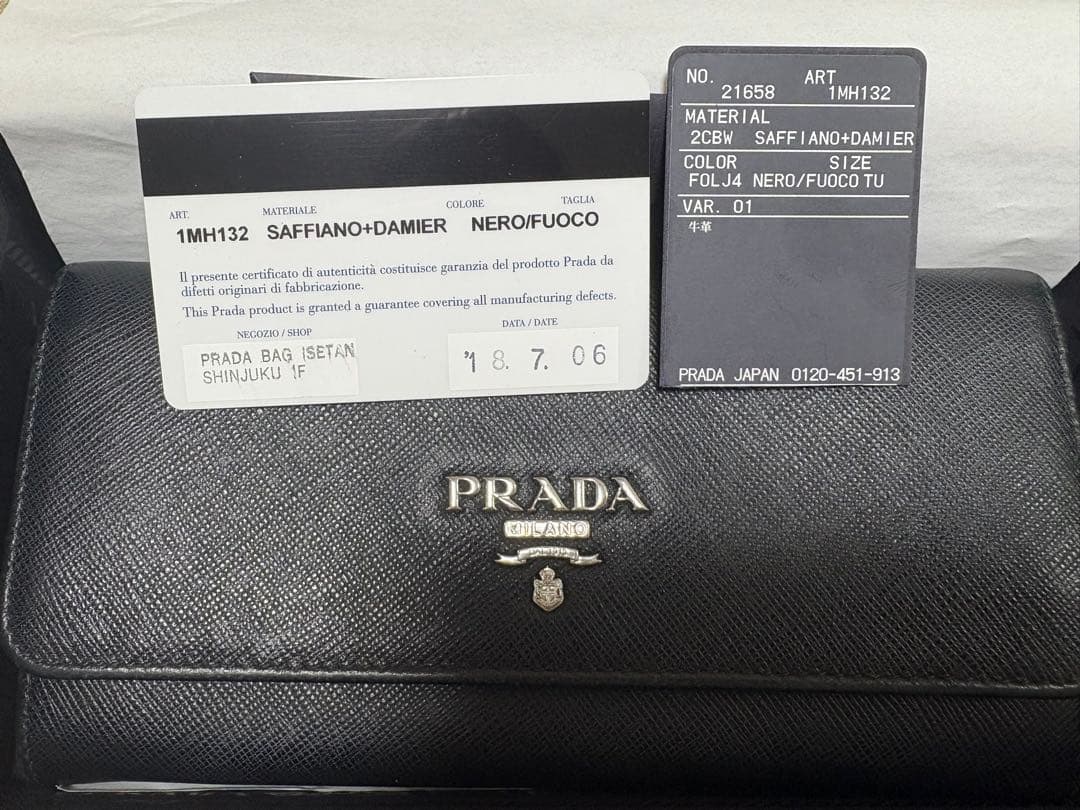 ART. MATERIALE COLORE TAGLIA
1MH132 SAFFIANO+DAMIER NERO/FUOCO
Il presente certificato di autenticità costituisce garanzia del prodotto Prada da
difetti originari di fabbricazione.
This Prada product is granted a guarantee covering all manufacturing defects.
NEGOZIO / SHOP
PRADA BAG ISETAN
SHINJUKU 1F
DATA / DATE
'18. 7. 06
NO. ART
21658 1MH132
MATERIAL
2CBW SAFFIANO+DAMIER
COLOR SIZE
F0LJ4 NERO/FUOCO TU
VAR. 01
牛革
PRADA JAPAN 0120-451-913
PRADA
MILANO